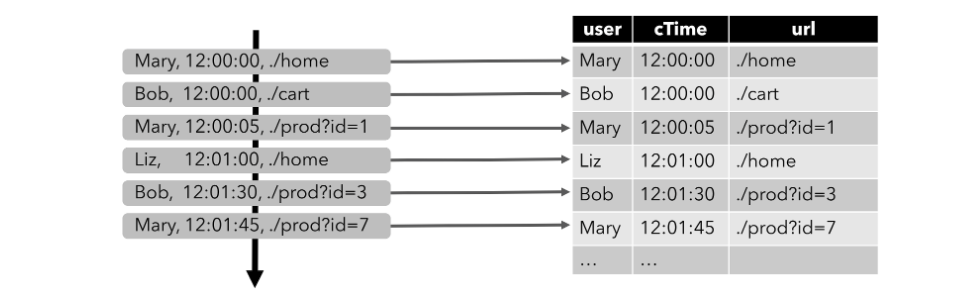 user cTime url
Mary, 12:00:00, ./home
Mary 12:00:00 ./home
Bob, 12:00:00, ./cart
Bob 12:00:00 ./cart
Mary, 12:00:05, ./prod?id=1
Mary 12:00:05 ./prod?id=1
Liz, 12:01:00, ./home
Liz 12:01:00 ./home
Bob, 12:01:30, ./prod?id=3
Bob 12:01:30 ./prod?id=3
Mary, 12:01:45, ./prod?id=7
Mary 12:01:45 ./prod?id=7
... ...